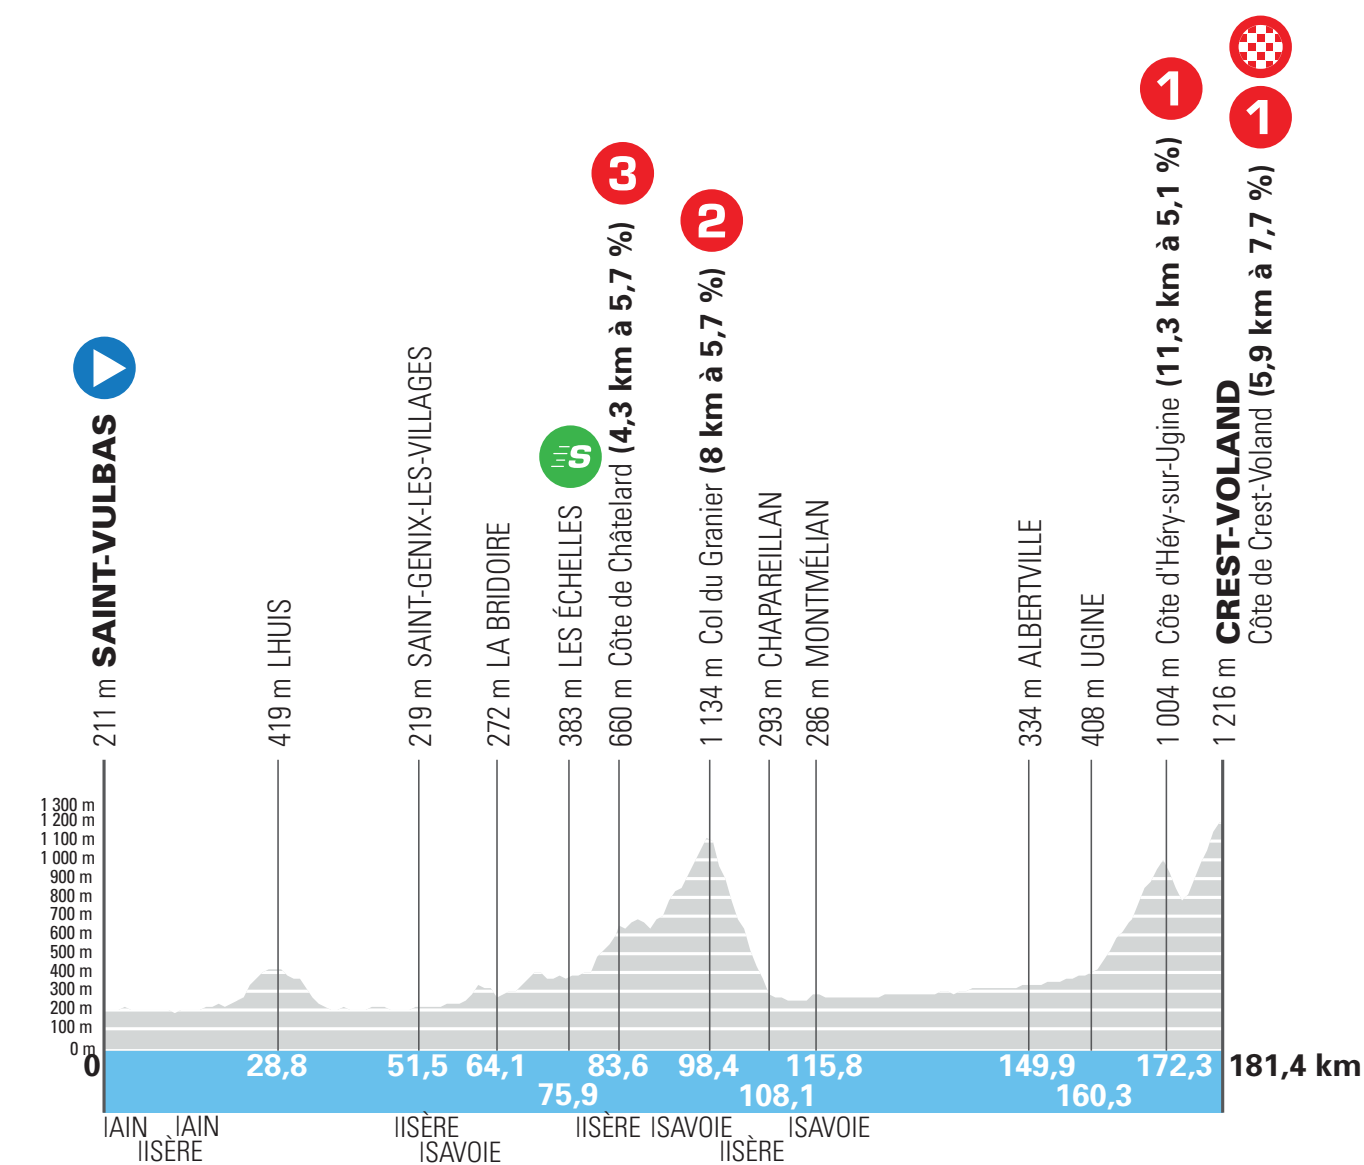 211 m SAINT-VULBAS
419 m LHUIS
219 m SAINT-GENIX-LES-VILLAGES
272 m LA BRIDOIRE
S
383 m LES ÉCHELLES
3
660 m Côte de Châtelard (4,3 km à 5,7 %)
2
1 134 m Col du Granier (8 km à 5,7 %)
293 m CHAPAREILLAN
286 m MONTMÉLIAN
334 m ALBERTVILLE
408 m UGINE
1
1 004 m Côte d'Héry-sur-Ugine (11,3 km à 5,1 %)
1
1 216 m CREST-VOLAND
Côte de Crest-Voland (5,9 km à 7,7 %)
1 300 m
1 200 m
1 100 m
1 000 m
900 m
800 m
700 m
600 m
500 m
400 m
300 m
200 m
100 m
0 m
0 28,8 51,5 64,1 83,6 98,4 115,8 149,9 172,3 181,4 km
75,9 108,1 160,3
AIN AIN ISÈRE ISÈRE SAVOIE SAVOIE
ISÈRE SAVOIE ISÈRE